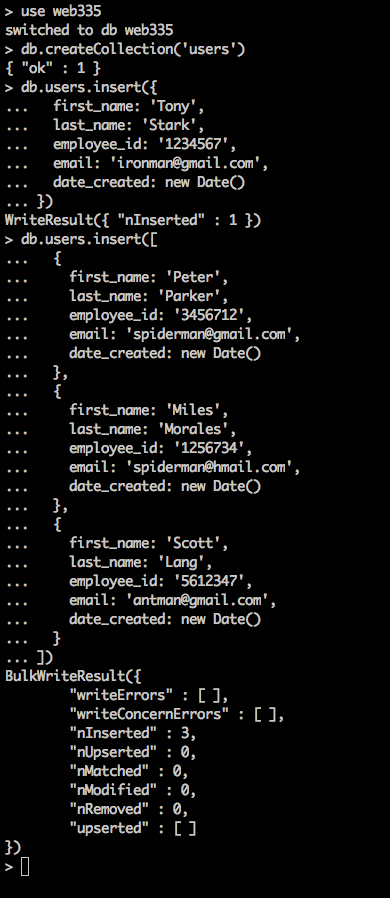 > use web335
switched to db web335
> db.createCollection('users')
{ "ok" : 1 }
> db.users.insert({
...   first_name: 'Tony',
...   last_name: 'Stark',
...   employee_id: '1234567',
...   email: 'ironman@gmail.com',
...   date_created: new Date()
... })
WriteResult({ "nInserted" : 1 })
> db.users.insert([
...   {
...     first_name: 'Peter',
...     last_name: 'Parker',
...     employee_id: '3456712',
...     email: 'spiderman@gmail.com',
...     date_created: new Date()
...   },
...   {
...     first_name: 'Miles',
...     last_name: 'Morales',
...     employee_id: '1256734',
...     email: 'spiderman@hmail.com',
...     date_created: new Date()
...   },
...   {
...     first_name: 'Scott',
...     last_name: 'Lang',
...     employee_id: '5612347',
...     email: 'antman@gmail.com',
...     date_created: new Date()
...   }
... ])
BulkWriteResult({
        "writeErrors" : [ ],
        "writeConcernErrors" : [ ],
        "nInserted" : 3,
        "nUpserted" : 0,
        "nMatched" : 0,
        "nModified" : 0,
        "nRemoved" : 0,
        "upserted" : [ ]
})
>